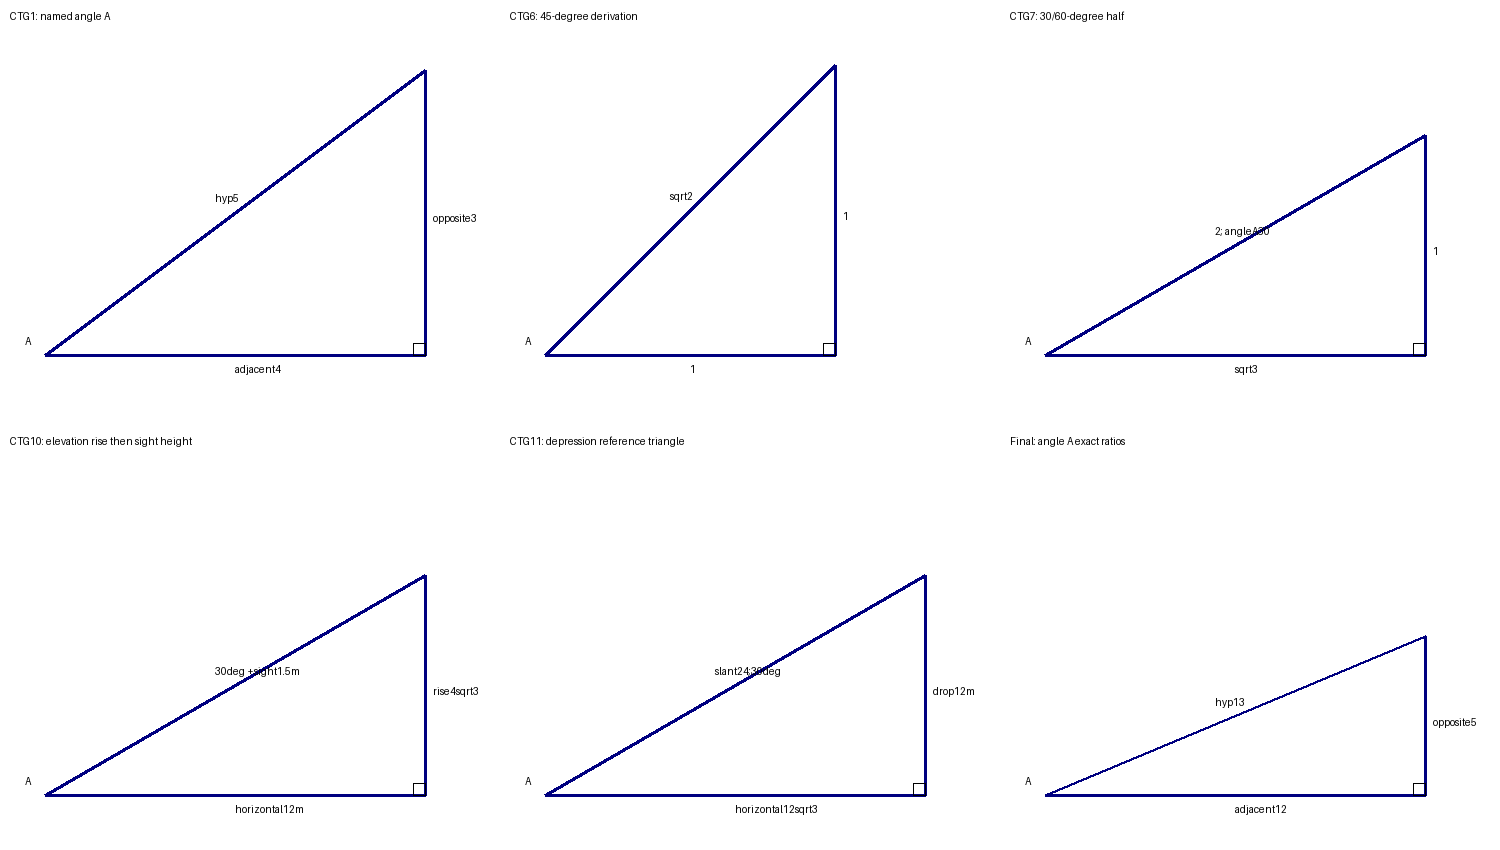 CTG1: named angle A
CTG6: 45-degree derivation
CTG7: 30/60-degree half
hyp5
opposite3
A
adjacent4
sqrt2
1
A
1
2; angleA30
1
A
sqrt3
CTG10: elevation rise then sight height
CTG11: depression reference triangle
Final: angle A exact ratios
30deg +sight1.5m
rise4sqrt3
A
horizontal12m
slant24;30deg
drop12m
A
horizontal12sqrt3
hyp13
opposite5
A
adjacent12